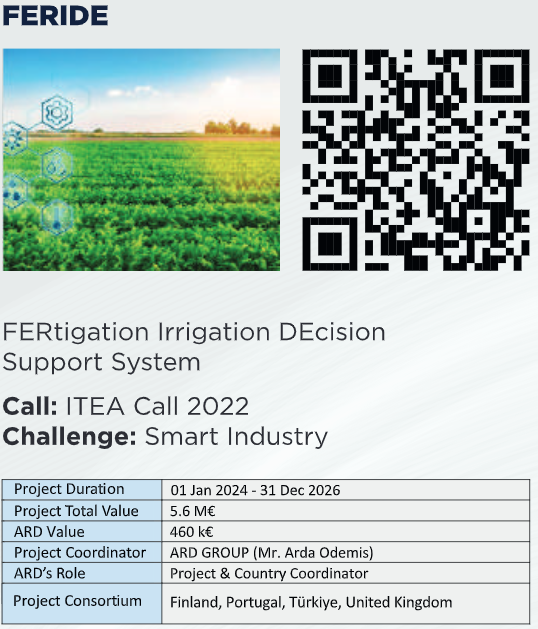 FERIDE
FERtigation Irrigation DEcision
Support System
Call: ITEA Call 2022
Challenge: Smart Industry
Project Duration 01 Jan 2024 - 31 Dec 2026
Project Total Value 5.6 M€
ARD Value 460 k€
Project Coordinator ARD GROUP (Mr. Arda Odemis)
ARD's Role Project & Country Coordinator
Project Consortium Finland, Portugal, Türkiye, United Kingdom